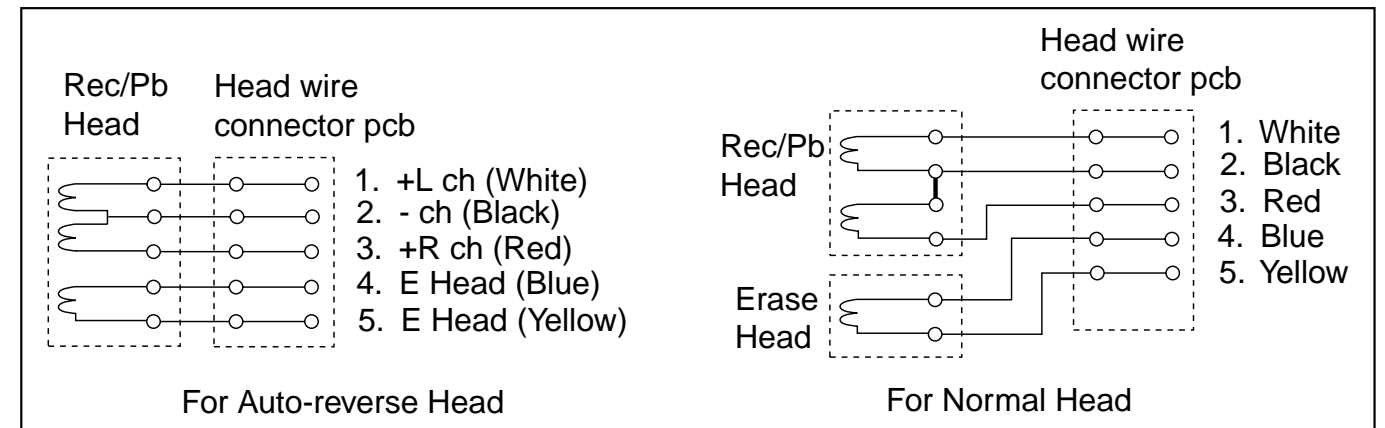 Rec/Pb
Head
Head wire
connector pcb
1. +L ch (White)
2. - ch (Black)
3. +R ch (Red)
4. E Head (Blue)
5. E Head (Yellow)
For Auto-reverse Head
Head wire
connector pcb
Rec/Pb
Head
Erase
Head
1. White
2. Black
3. Red
4. Blue
5. Yellow
For Normal Head